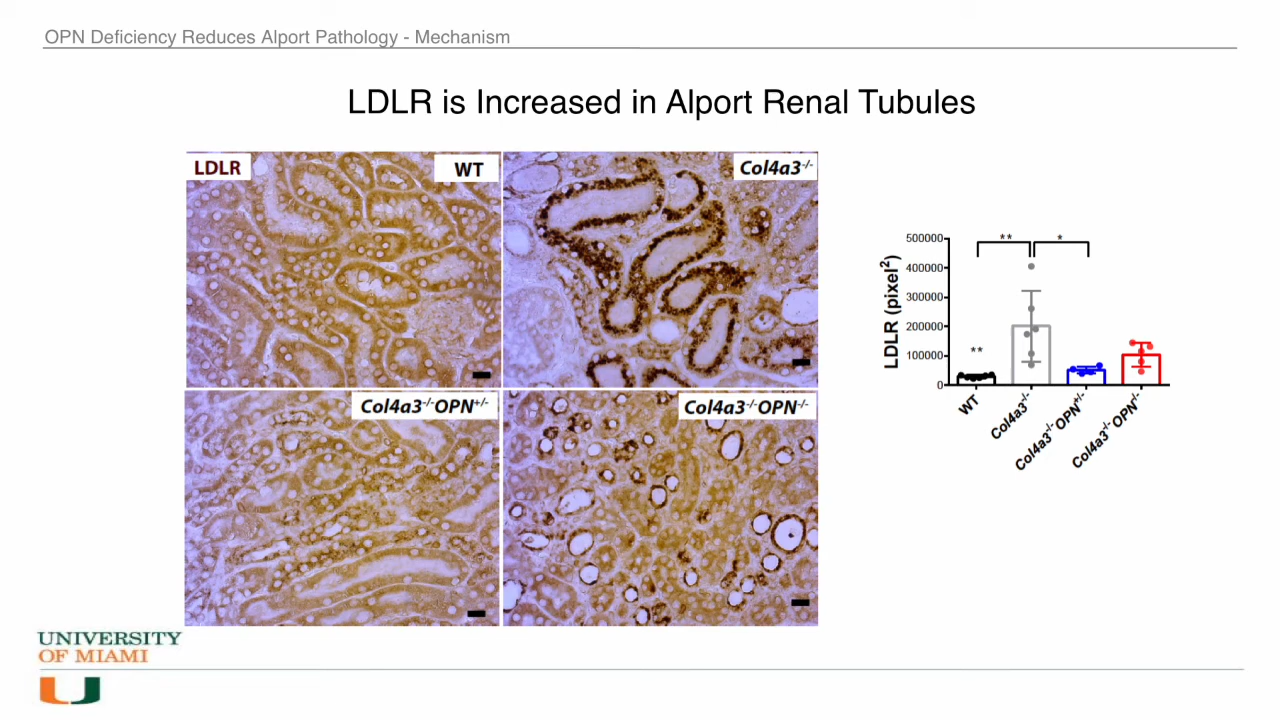 OPN Deficiency Reduces Alport Pathology - Mechanism
LDLR is Increased in Alport Renal Tubules
LDLR
WT
Col4a3-/-
Col4a3-/-OPN+/-
Col4a3-/-OPN-/-
LDLR (pixel2)
500000
400000
300000
200000
100000
0
**
*
**
WT
Col4a3-/-
Col4a3-/-OPN+/-
Col4a3-/-OPN-/-
UNIVERSITY
OF MIAMI